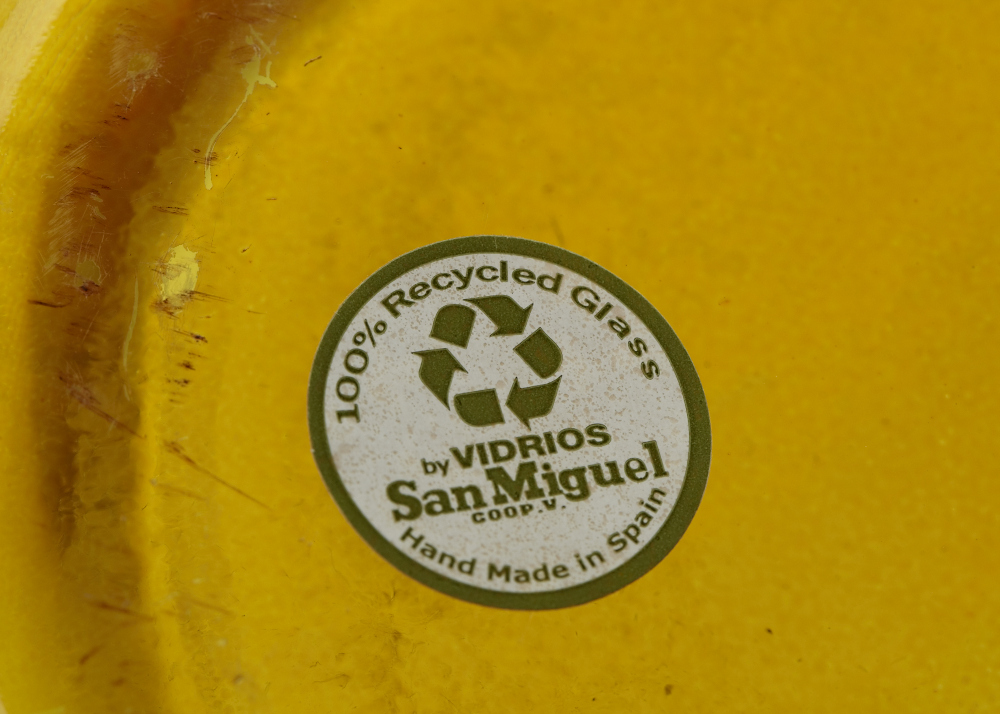 100% Recycled Glass
by VIDRIOS
San Miguel
COOP.V.
Hand Made in Spain